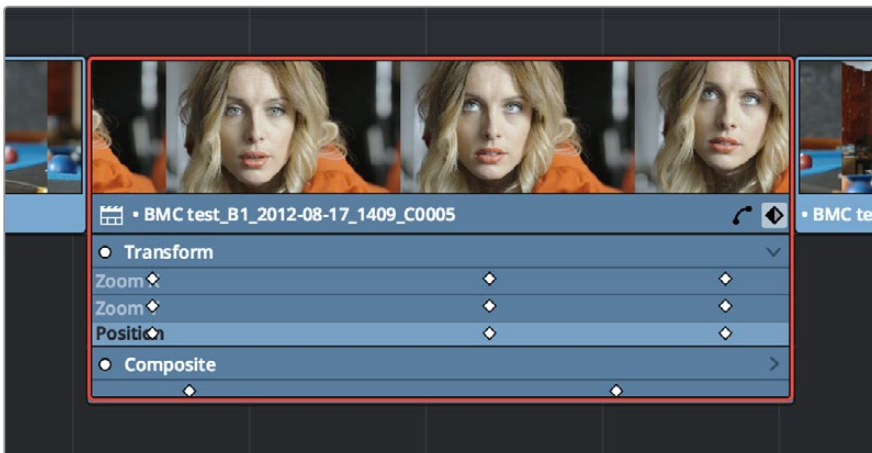 • BMC test_B1_2012-08-17_1409_C0005
• BMC te
Transform
Zoom X
Zoom
Position
Composite